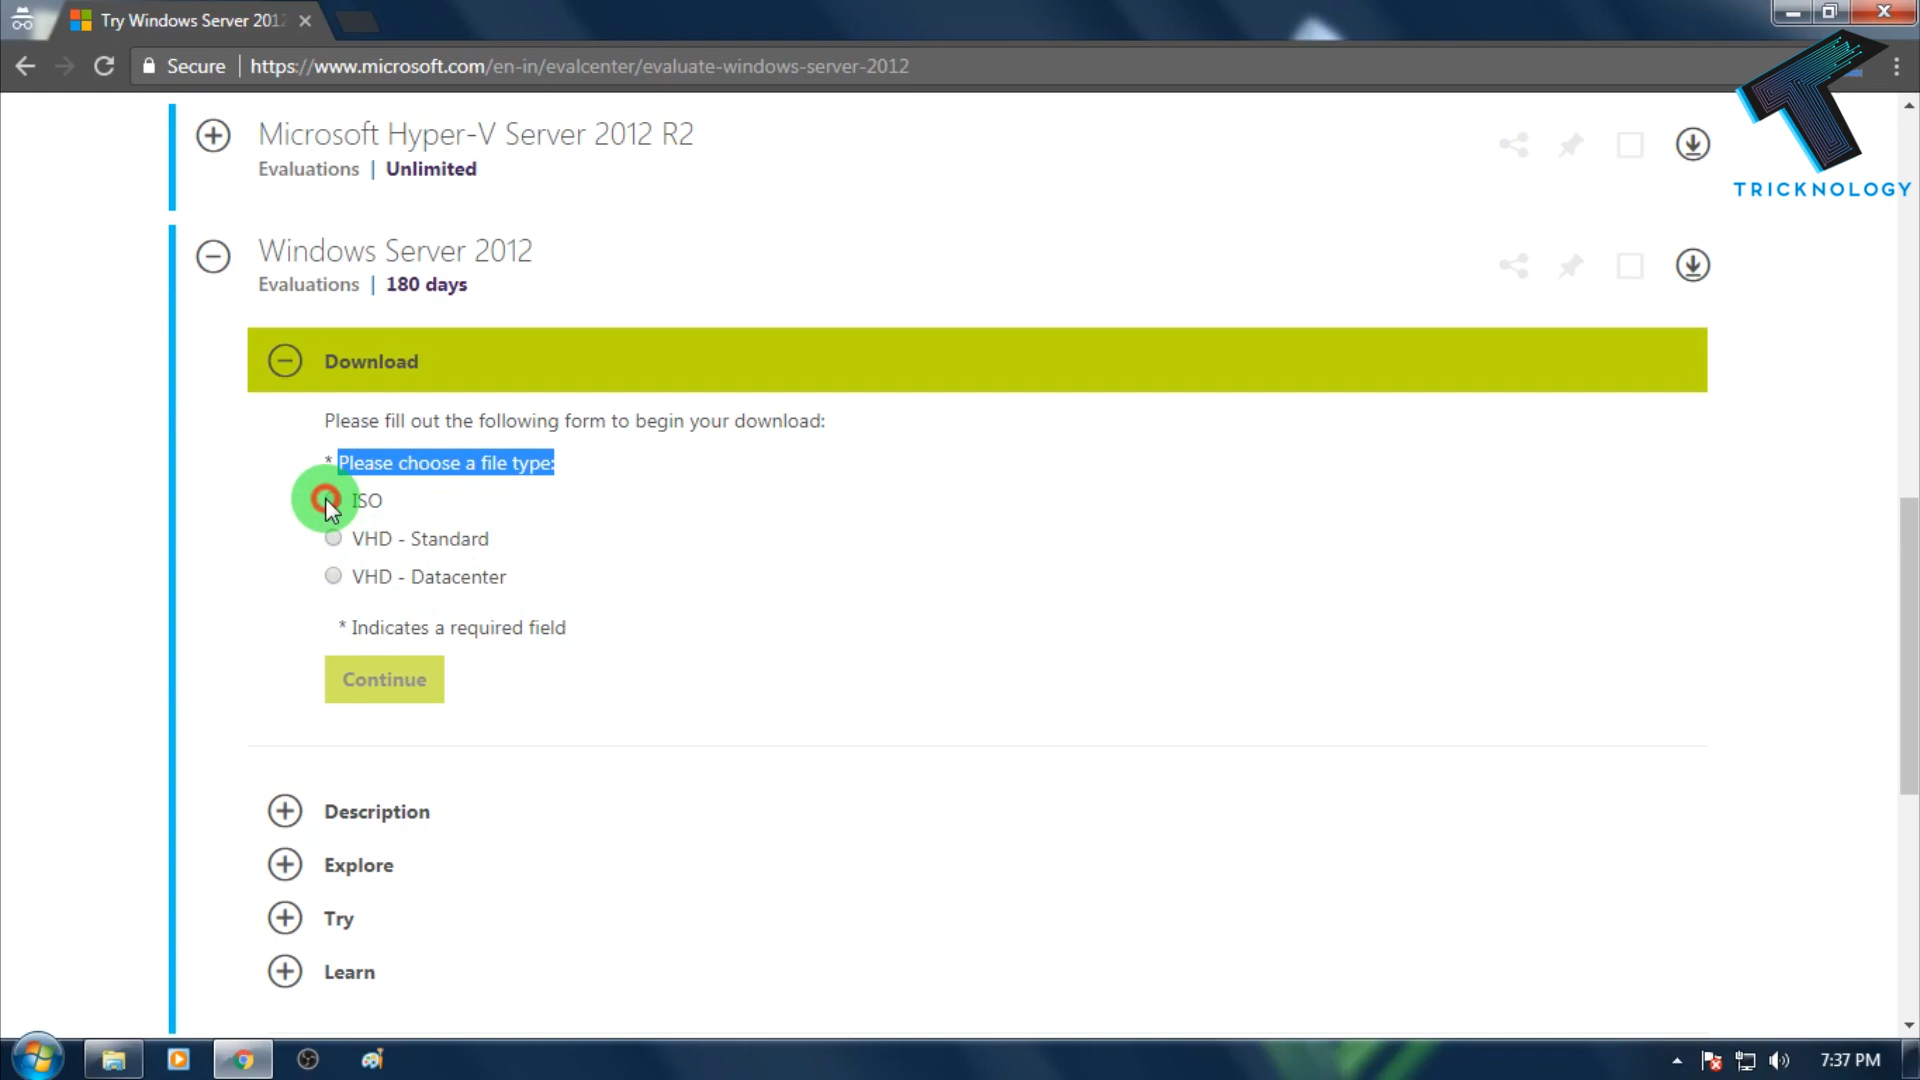 Try Windows Server 201
Secure
https://www.microsoft.com/en-in/evalcenter/evaluate-windows-server-2012
TRICKNOLOGY
Microsoft Hyper-V Server 2012 R2
Evaluations | Unlimited
Windows Server 2012
Evaluations | 180 days
Download
Please fill out the following form to begin your download:
* Please choose a file type:
ISO
VHD - Standard
VHD - Datacenter
* Indicates a required field
Continue
Description
Explore
Try
Learn
7:37 PM